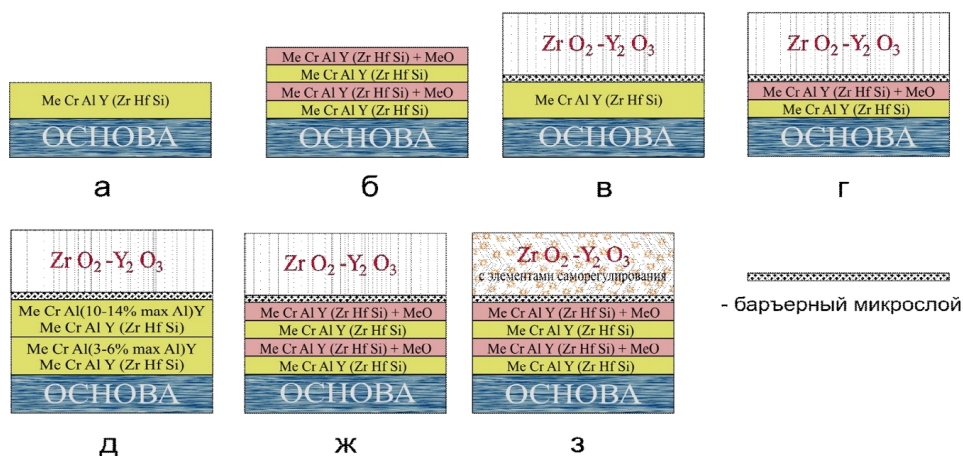 Me Cr Al Y (Zr Hf Si)
ОСНОВА
а
Me Cr Al Y (Zr Hf Si) + MeO
Me Cr Al Y (Zr Hf Si)
Me Cr Al Y (Zr Hf Si) + MeO
Me Cr Al Y (Zr Hf Si)
ОСНОВА
б
Zr O₂ -Y₂ O₃
Me Cr Al Y (Zr Hf Si)
ОСНОВА
в
Zr O₂ -Y₂ O₃
Me Cr Al Y (Zr Hf Si) + MeO
Me Cr Al Y (Zr Hf Si)
ОСНОВА
г
Zr O₂ -Y₂ O₃
Me Cr Al(10-14% max Al)Y
Me Cr Al Y (Zr Hf Si)
Me Cr Al(3-6% max Al)Y
Me Cr Al Y (Zr Hf Si)
ОСНОВА
д
Zr O₂ -Y₂ O₃
Me Cr Al Y (Zr Hf Si) + MeO
Me Cr Al Y (Zr Hf Si)
Me Cr Al Y (Zr Hf Si) + MeO
Me Cr Al Y (Zr Hf Si)
ОСНОВА
ж
Zr O₂ -Y₂ O₃
с элементами саморегулирования
Me Cr Al Y (Zr Hf Si) + MeO
Me Cr Al Y (Zr Hf Si)
Me Cr Al Y (Zr Hf Si) + MeO
Me Cr Al Y (Zr Hf Si)
ОСНОВА
з
- баръерный микрослой